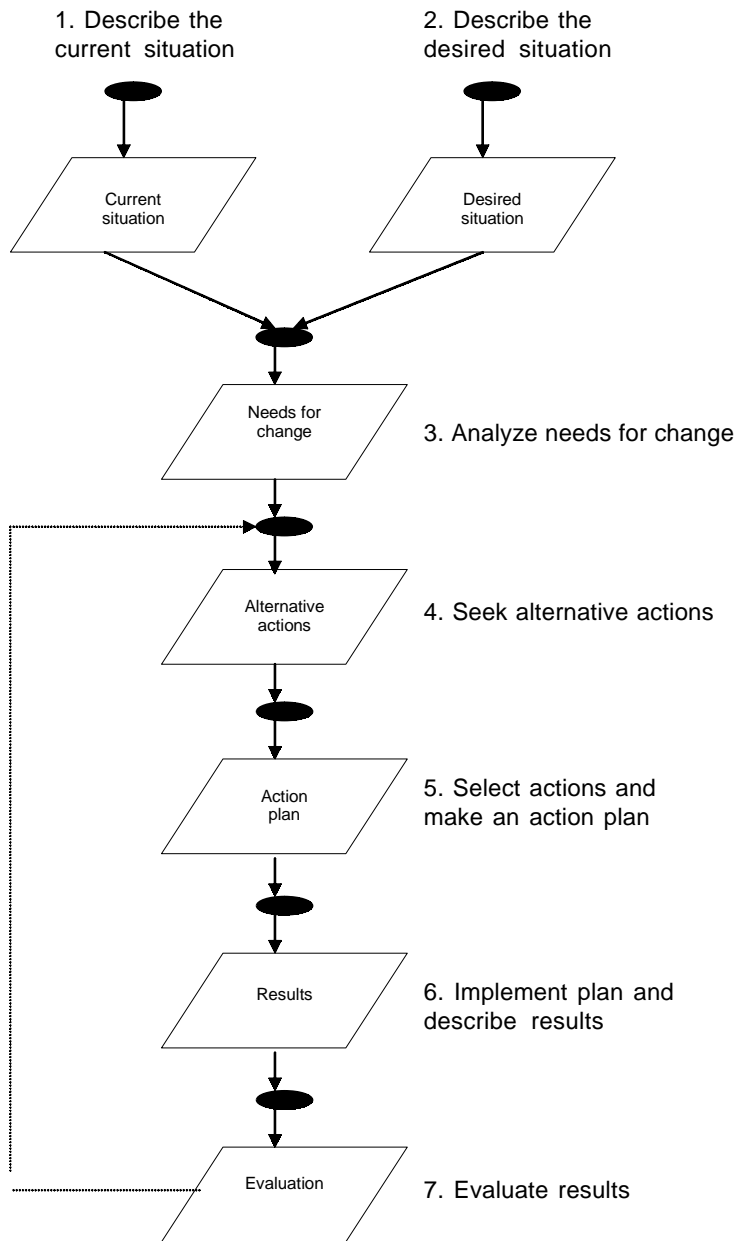 1. Describe the
current situation
2. Describe the
desired situation
Current
situation
Desired
situation
Needs for
change
3. Analyze needs for change
Alternative
actions
4. Seek alternative actions
Action
plan
5. Select actions and
make an action plan
Results
6. Implement plan and
describe results
Evaluation
7. Evaluate results